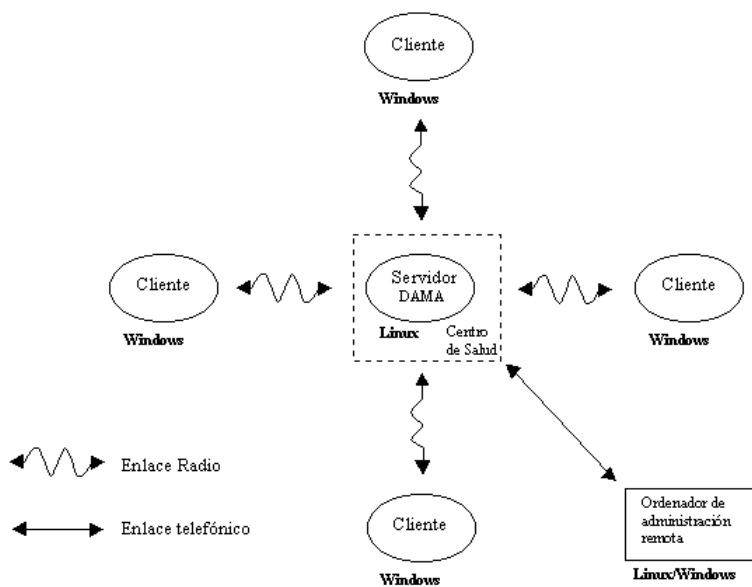 Cliente
Windows
Cliente
Windows
Servidor
DAMA
Linux
Centro
de Salud
Cliente
Windows
Enlace Radio
Enlace telefónico
Cliente
Windows
Ordenador de
administración
remota
Linux/Windows